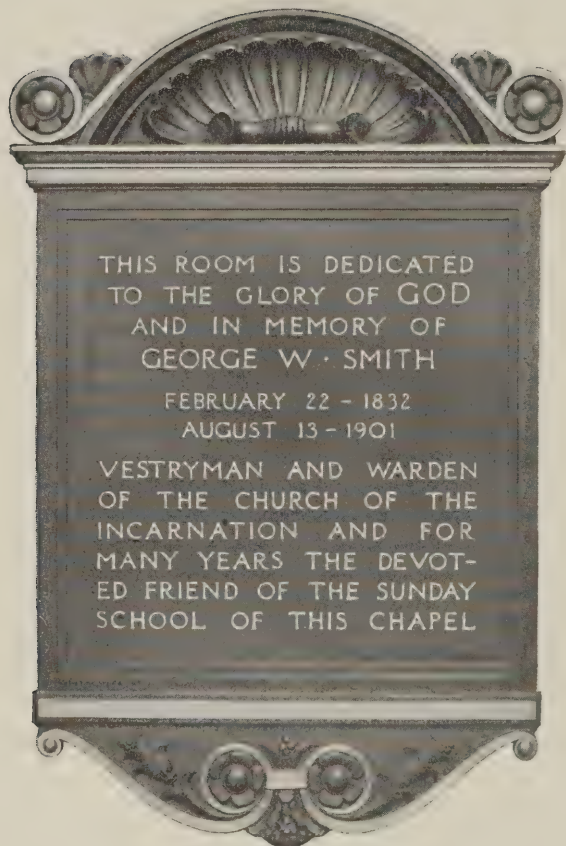 THIS ROOM IS DEDICATED
TO THE GLORY OF GOD
AND IN MEMORY OF
GEORGE W · SMITH
FEBRUARY 22 - 1832
AUGUST 13 - 1901
VESTRYMAN AND WARDEN
OF THE CHURCH OF THE
INCARNATION AND FOR
MANY YEARS THE DEVOT-
ED FRIEND OF THE SUNDAY
SCHOOL OF THIS CHAPEL